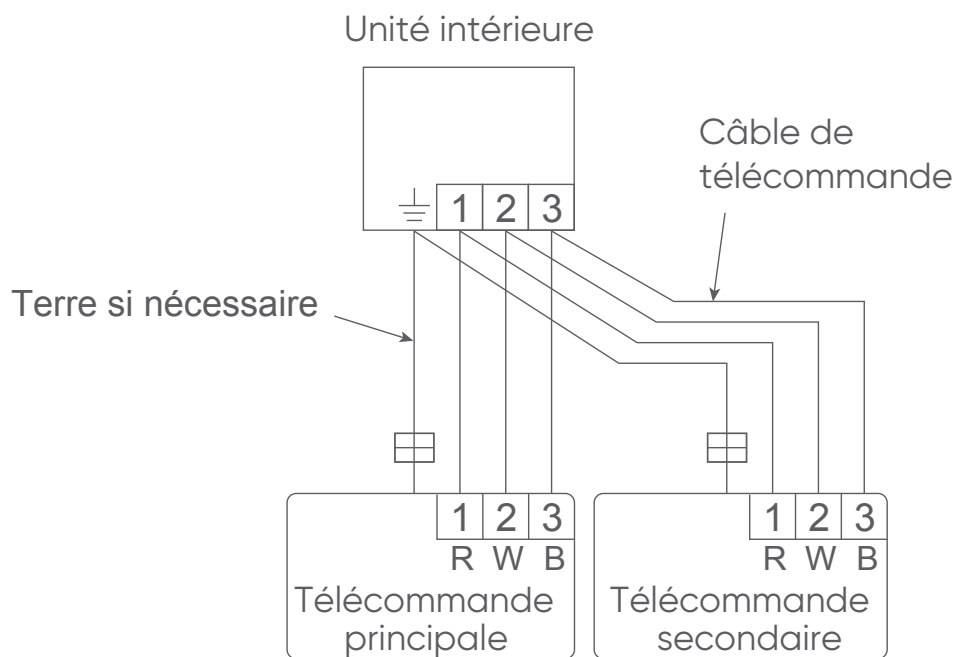 Unité intérieure
Câble de
télécommande
1 2 3
Terre si nécessaire
1 2 3
R W B
Télécommande
principale
1 2 3
R W B
Télécommande
secondaire